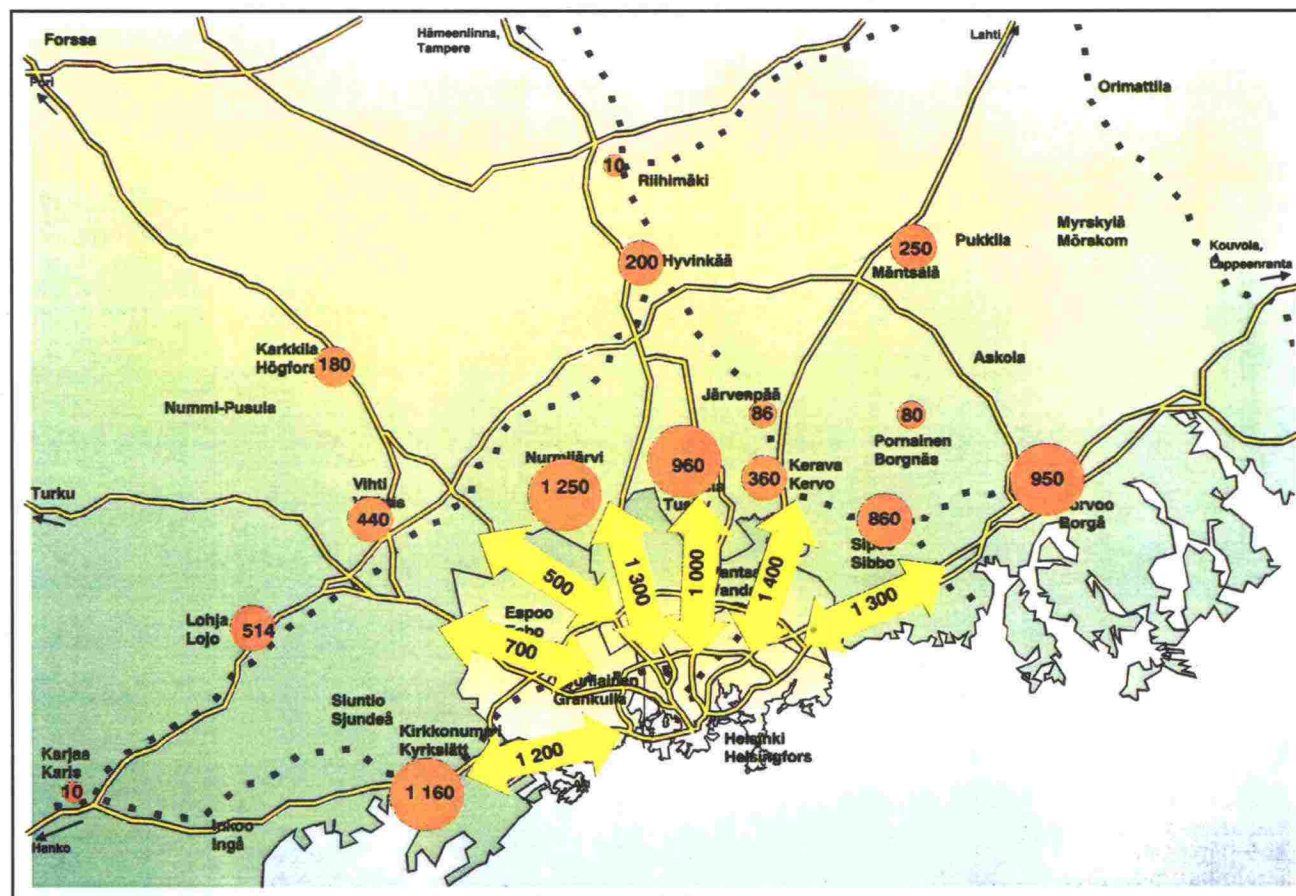 Forssa
Pori
Hämeenlinna,
Tampere
Lahti
Orimattila
10
Riihimäki
200
Hyvinkää
250
Mäntsälä
Pukkila
Myrskylä
Mörskom
Kouvola,
Lappeenranta
Karkkila
Högfors
180
Nummi-Pusula
Askola
Järvenpää
86
80
Pornainen
Borgnäs
Nurmijärvi
1 250
960
360
Kerava
Kervo
950
Borgå
Turku
Vihti
440
860
Sibbo
500
1 300
1 000
1 400
1 300
Espoo
700
Lohja
Lojo
514
Grankulla
Siuntio
Sjundeå
Kirkkonummi
Kyrkslätt
1 160
1 200
Helsinki
Helsingfors
Karjaa
Karis
10
Inkoo
Ingå
Hanko